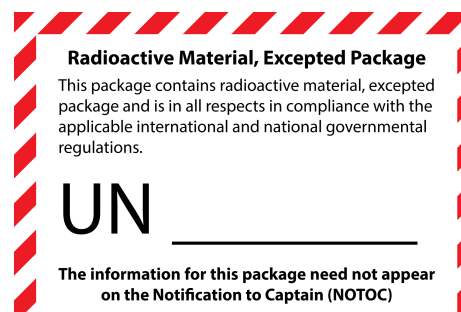 Radioactive Material, Excepted Package
This package contains radioactive material, excepted
package and is in all respects in compliance with the
applicable international and national governmental
regulations.
UN
The information for this package need not appear
on the Notification to Captain (NOTOC)